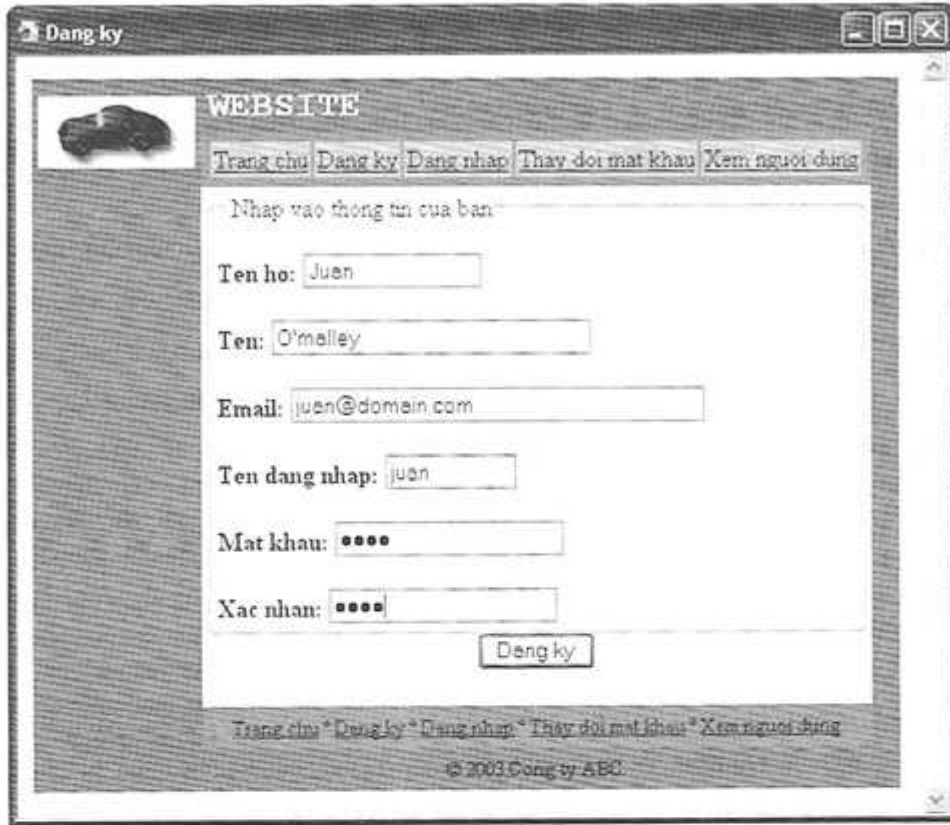 Dang ky
WEBSITE
Trang chu Dang ky Dang nhap Thay doi mat khau Xem nguoi dung
Nhap vao thong tin cua ban
Ten ho: Juan
Ten: O'malley
Email: juan@domain.com
Ten dang nhap: juan
Mat khau: ••••
Xac nhan: ••••
Dang ky
Trang chu * Dang ky * Dang nhap * Thay doi mat khau * Xem nguoi dung
© 2003 Cong ty ABC